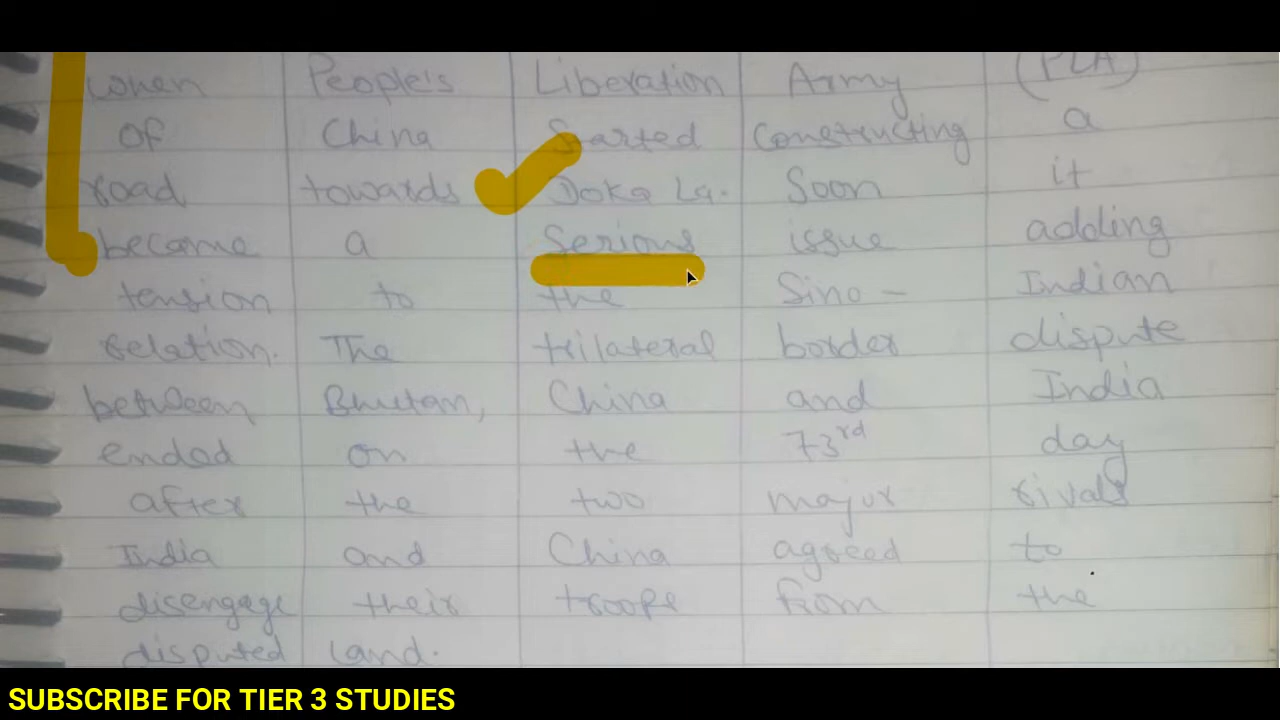 when People's Liberation Army (PLA)
of China Started Constructing a
road towards Doka La. Soon it
become a Serious issue adding
tension to the Sino - Indian
relation. The trilateral border dispute
between Bhutan, China and India
ended on the 73rd day
after the two major rivals
India and China agreed to
disengage their troops from the
disputed land.
SUBSCRIBE FOR TIER 3 STUDIES